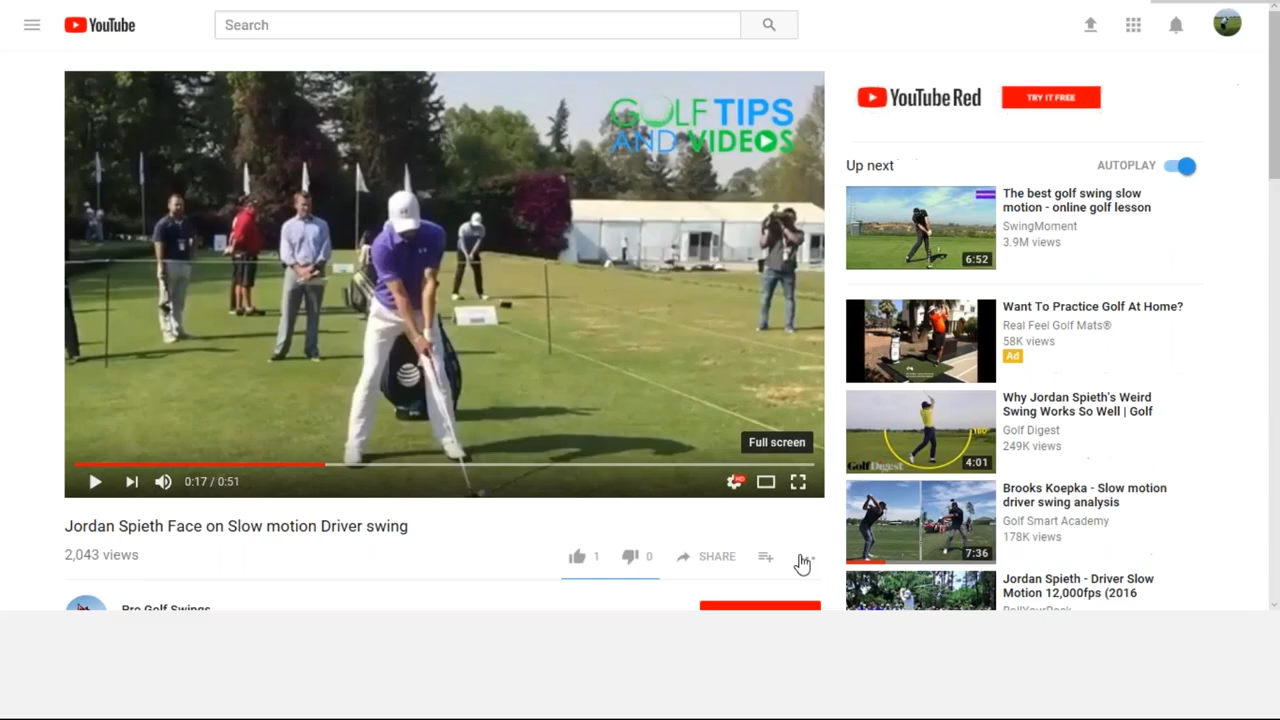 YouTube
Search
GOLF TIPS
AND VIDEOS
Full screen
0:17 / 0:51
HD
Jordan Spieth Face on Slow motion Driver swing
2,043 views
1
0
SHARE
Pro Golf Swings
YouTube Red
TRY IT FREE
Up next
AUTOPLAY
The best golf swing slow
motion - online golf lesson
SwingMoment
3.9M views
6:52
Want To Practice Golf At Home?
Real Feel Golf Mats®
58K views
Ad
Why Jordan Spieth's Weird
Swing Works So Well | Golf
Golf Digest
249K views
GolfDigest
4:01
Brooks Koepka - Slow motion
driver swing analysis
Golf Smart Academy
178K views
7:36
Jordan Spieth - Driver Slow
Motion 12,000fps (2016